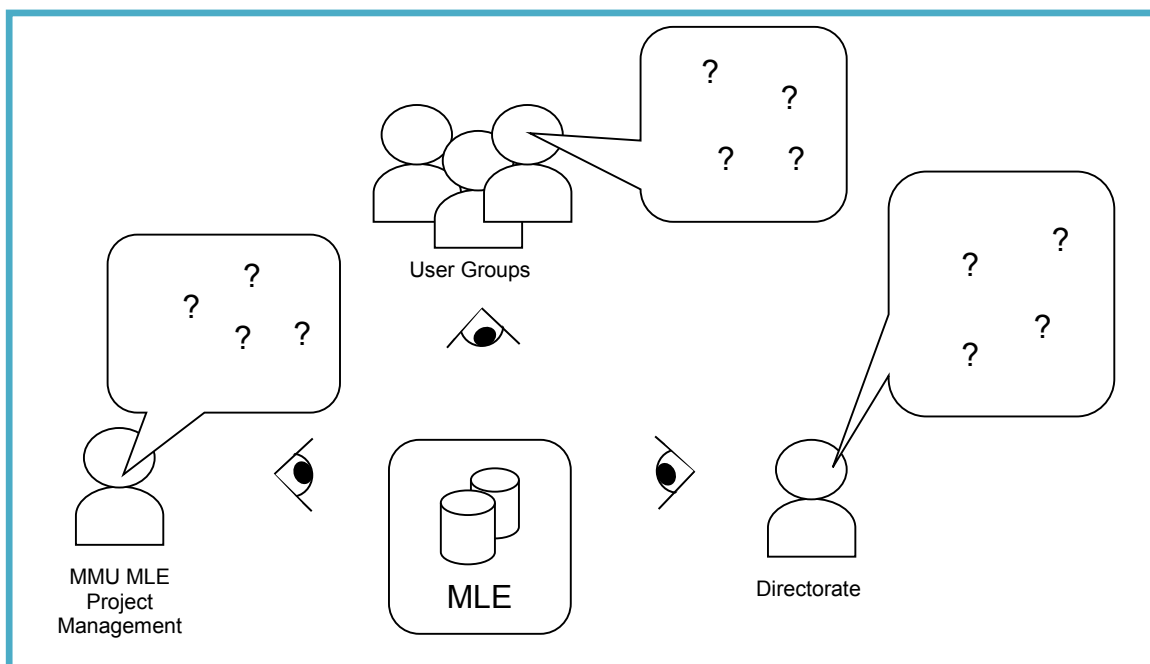 ? ?
? ?
User Groups
? ?
? ?
? ?
? ?
MMU MLE
Project
Management
MLE
Directorate